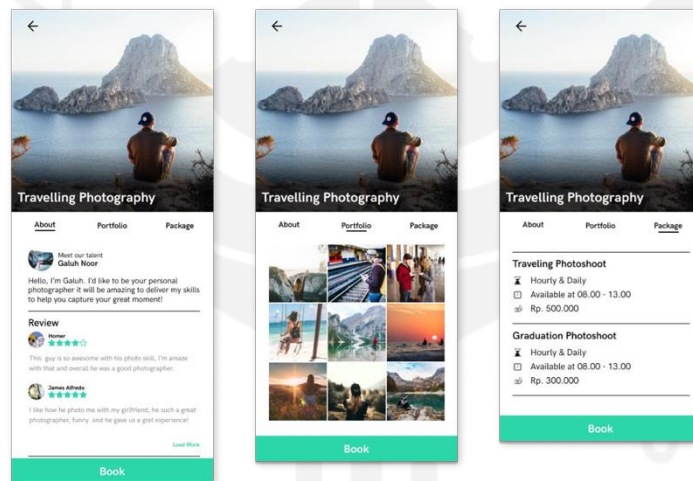 Travelling Photography
About Portfolio Package
Meet our talent
Galuh Noor
Hello, I'm Galuh. I'd like to be your personal
photographer it will be amazing to deliver my skills
to help you capture your great moment!
Review
Homer
This guy is so awesome with his photo skill, I'm amaze
with that and overall he was a good photographer.
James Alfredo
I like how he photo me with my girlfriend, he such a great
photographer, funny and he gave us a gret experience!
Load More
Book
Travelling Photography
About Portfolio Package
Book
Travelling Photography
About Portfolio Package
Traveling Photoshoot
Hourly & Daily
Available at 08.00 - 13.00
Rp. 500.000
Graduation Photoshoot
Hourly & Daily
Available at 08.00 - 13.00
Rp. 300.000
Book